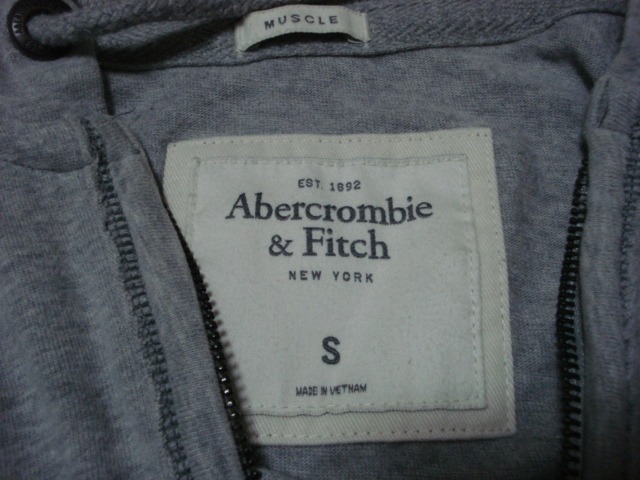 MUSCLE
EST. 1892
Abercrombie
& Fitch
NEW YORK
S
MADE IN VIETNAM